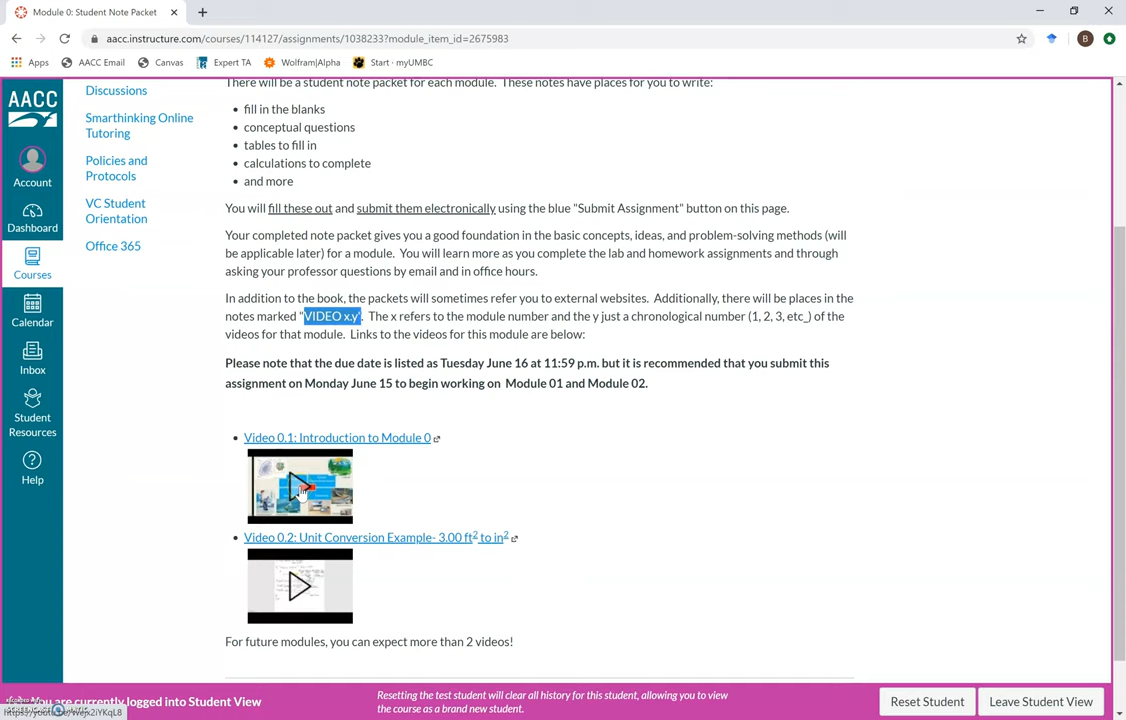 Module 0: Student Note Packet
aacc.instructure.com/courses/114127/assignments/1038233?module_item_id=2675983
B
Apps
AACC Email
Canvas
Expert TA
Wolfram|Alpha
Start · myUMBC
AACC
Account
Dashboard
Courses
Calendar
Inbox
Student
Resources
Help
Discussions
Smarthinking Online
Tutoring
Policies and
Protocols
VC Student
Orientation
Office 365
There will be a student note packet for each module. These notes have places for you to write:
fill in the blanks
conceptual questions
tables to fill in
calculations to complete
and more
You will fill these out and submit them electronically using the blue "Submit Assignment" button on this page.
Your completed note packet gives you a good foundation in the basic concepts, ideas, and problem-solving methods (will
be applicable later) for a module. You will learn more as you complete the lab and homework assignments and through
asking your professor questions by email and in office hours.
In addition to the book, the packets will sometimes refer you to external websites. Additionally, there will be places in the
notes marked "VIDEO x.y". The x refers to the module number and the y just a chronological number (1, 2, 3, etc_) of the
videos for that module. Links to the videos for this module are below:
Please note that the due date is listed as Tuesday June 16 at 11:59 p.m. but it is recommended that you submit this
assignment on Monday June 15 to begin working on Module 01 and Module 02.
Video 0.1: Introduction to Module 0
Video 0.2: Unit Conversion Example- 3.00 ft² to in²
For future modules, you can expect more than 2 videos!
You are currently logged into Student View
Resetting the test student will clear all history for this student, allowing you to view
the course as a brand new student.
Reset Student
Leave Student View